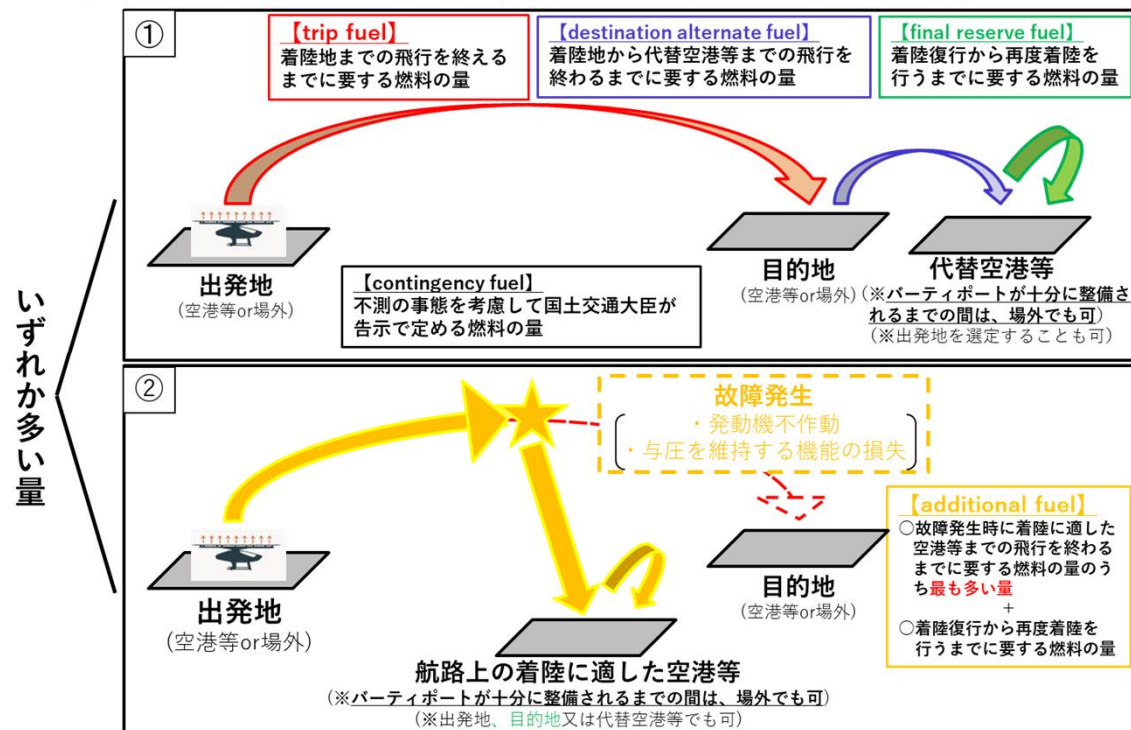 いずれか多い量
①
【trip fuel】
着陸地までの飛行を終える
までに要する燃料の量
【destination alternate fuel】
着陸地から代替空港等までの飛行を
終わるまでに要する燃料の量
【final reserve fuel】
着陸復行から再度着陸を
行うまでに要する燃料の量
出発地
(空港等or場外)
【contingency fuel】
不測の事態を考慮して国土交通大臣が
告示で定める燃料の量
目的地
(空港等or場外)
代替空港等
(※バーティポートが十分に整備さ
れるまでの間は、場外でも可)
(※出発地を選定することも可)
②
故障発生
・発動機不作動
・与圧を維持する機能の損失
出発地
(空港等or場外)
目的地
(空港等or場外)
【additional fuel】
○故障発生時に着陸に適した
空港等までの飛行を終わる
までに要する燃料の量のう
ち最も多い量
+
○着陸復行から再度着陸を
行うまでに要する燃料の量
航路上の着陸に適した空港等
(※バーティポートが十分に整備されるまでの間は、場外でも可)
(※出発地、目的地又は代替空港等でも可)